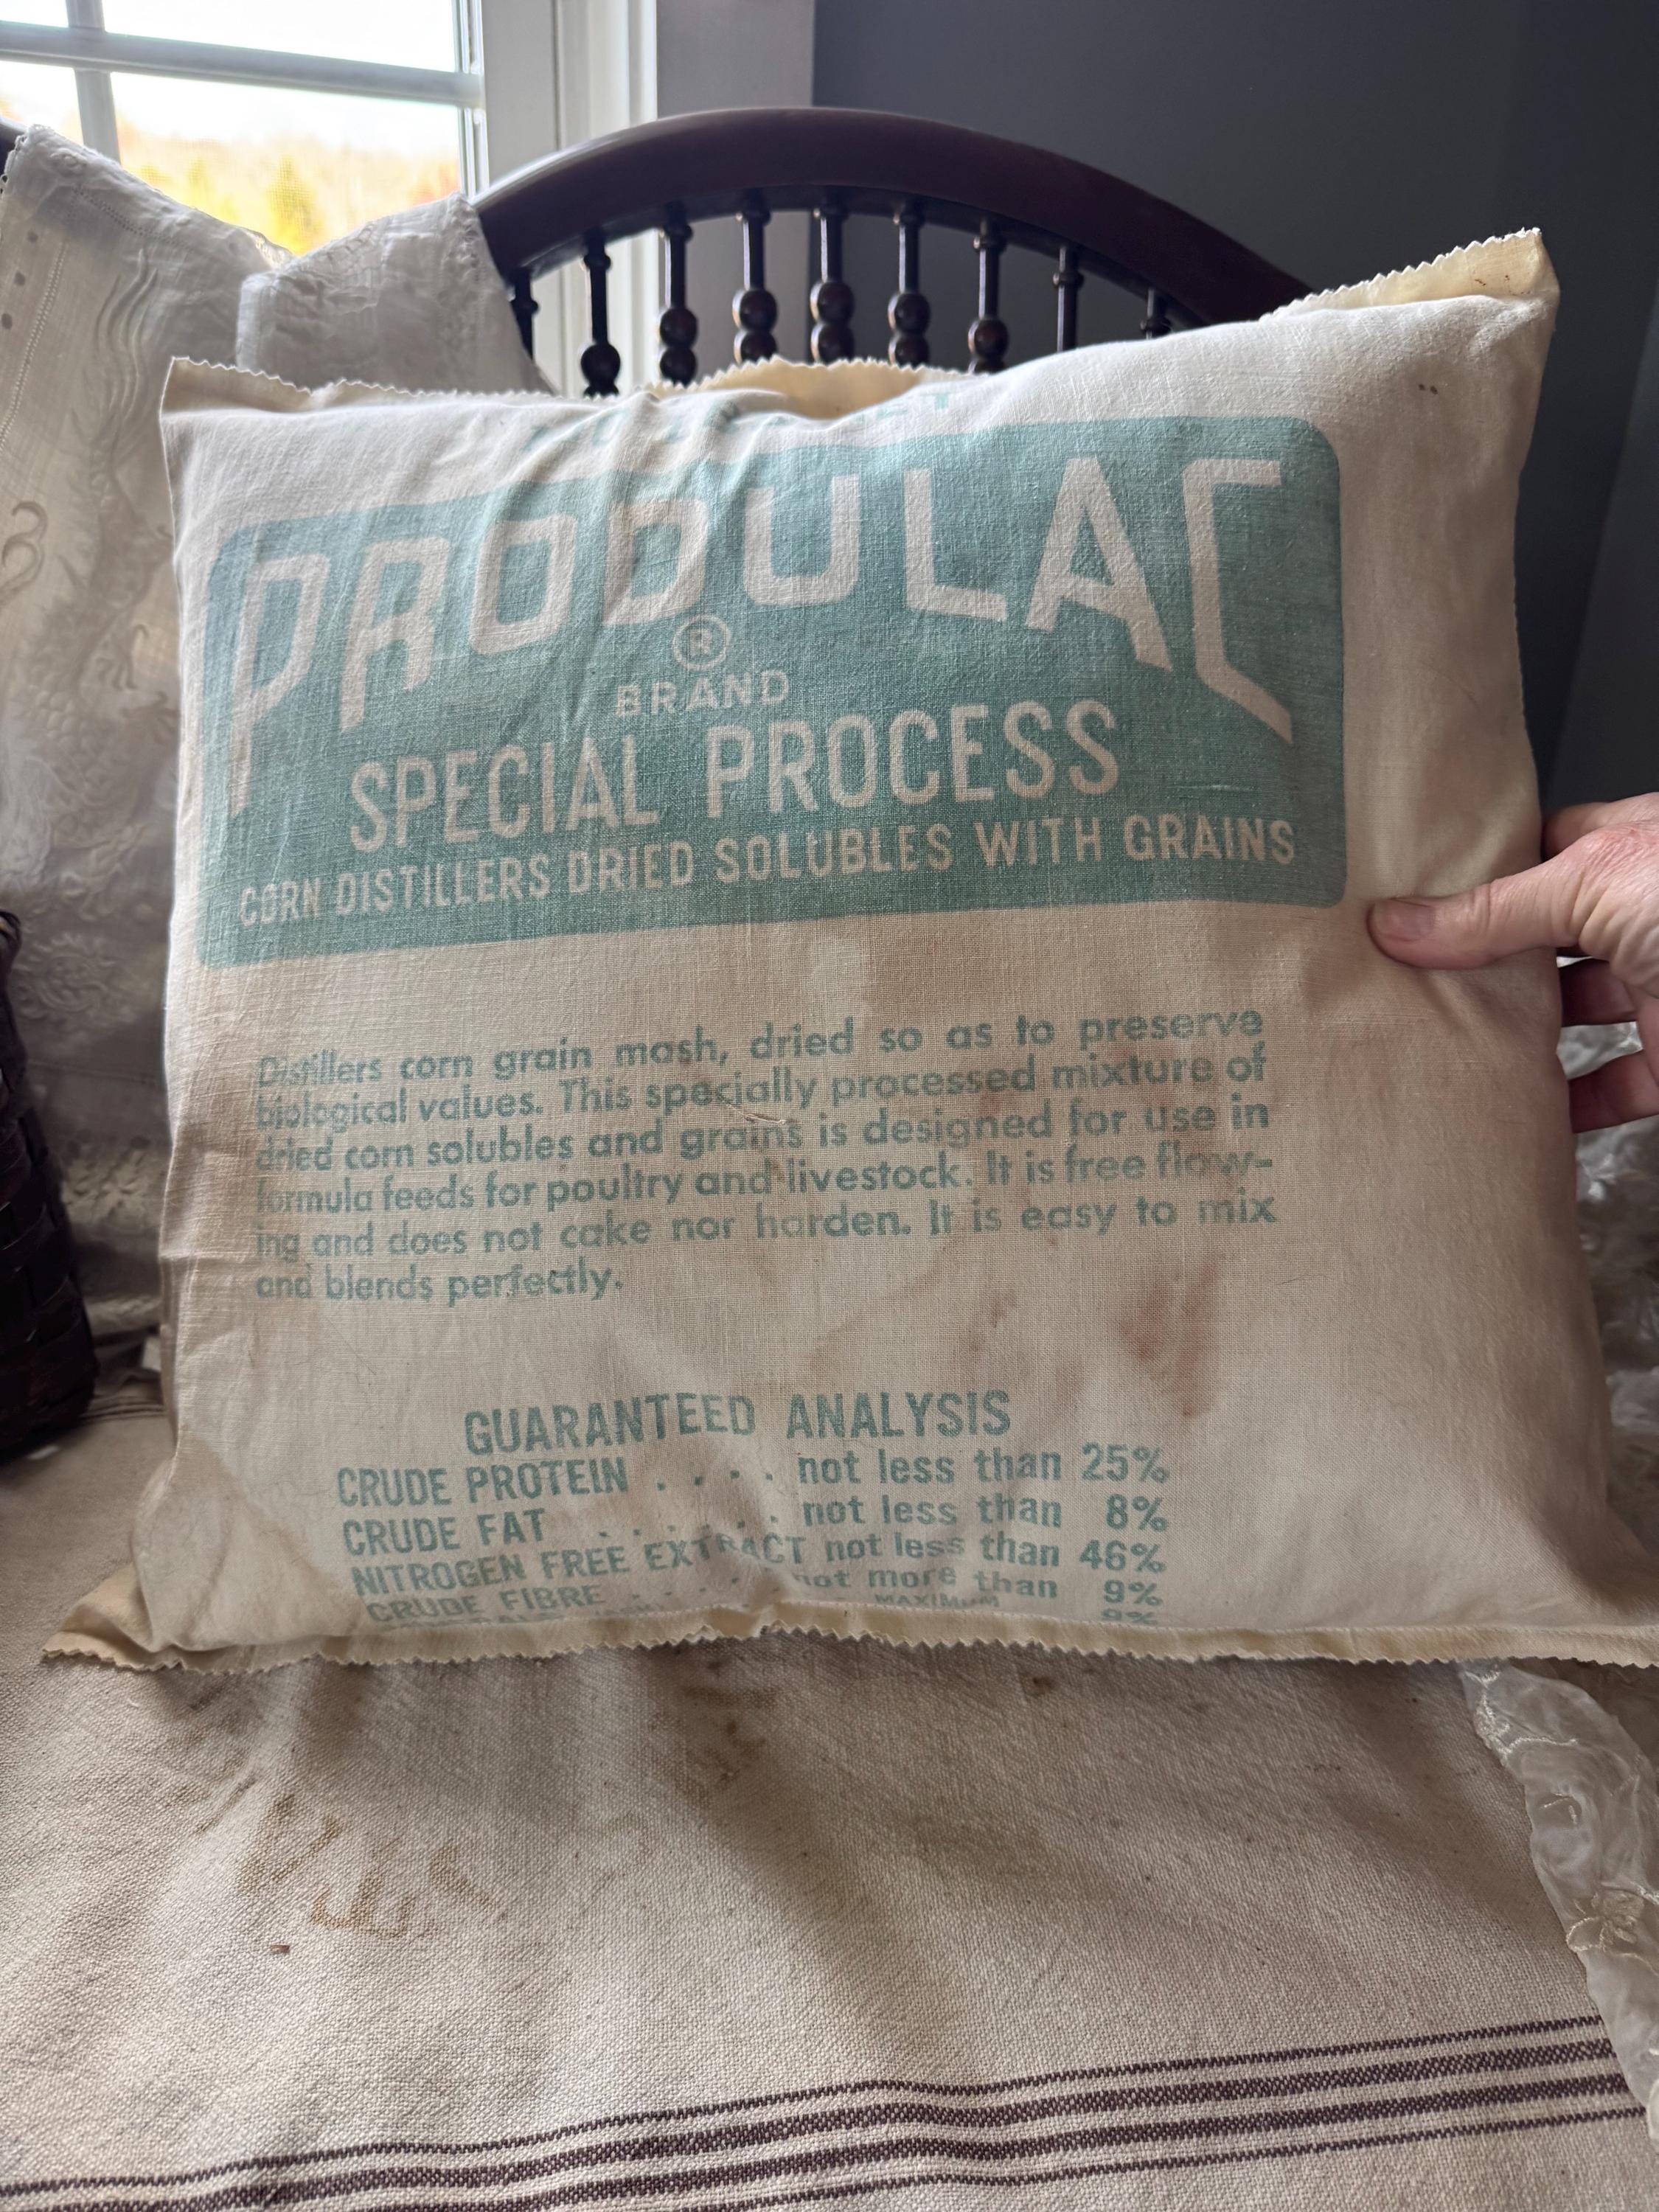 PRODULAC
®
BRAND
SPECIAL PROCESS
CORN DISTILLERS DRIED SOLUBLES WITH GRAINS
Distillers corn grain mash, dried so as to preserve
biological values. This specially processed mixture of
dried corn solubles and grains is designed for use in
formula feeds for poultry and livestock. It is free flow-
ing and does not cake nor harden. It is easy to mix
and blends perfectly.
GUARANTEED ANALYSIS
CRUDE PROTEIN . . . . not less than 25%
CRUDE FAT . . . . . . . not less than 8%
NITROGEN FREE EXTRACT not less than 46%
CRUDE FIBRE . . . . . . not more than 9%
MAXIMUM